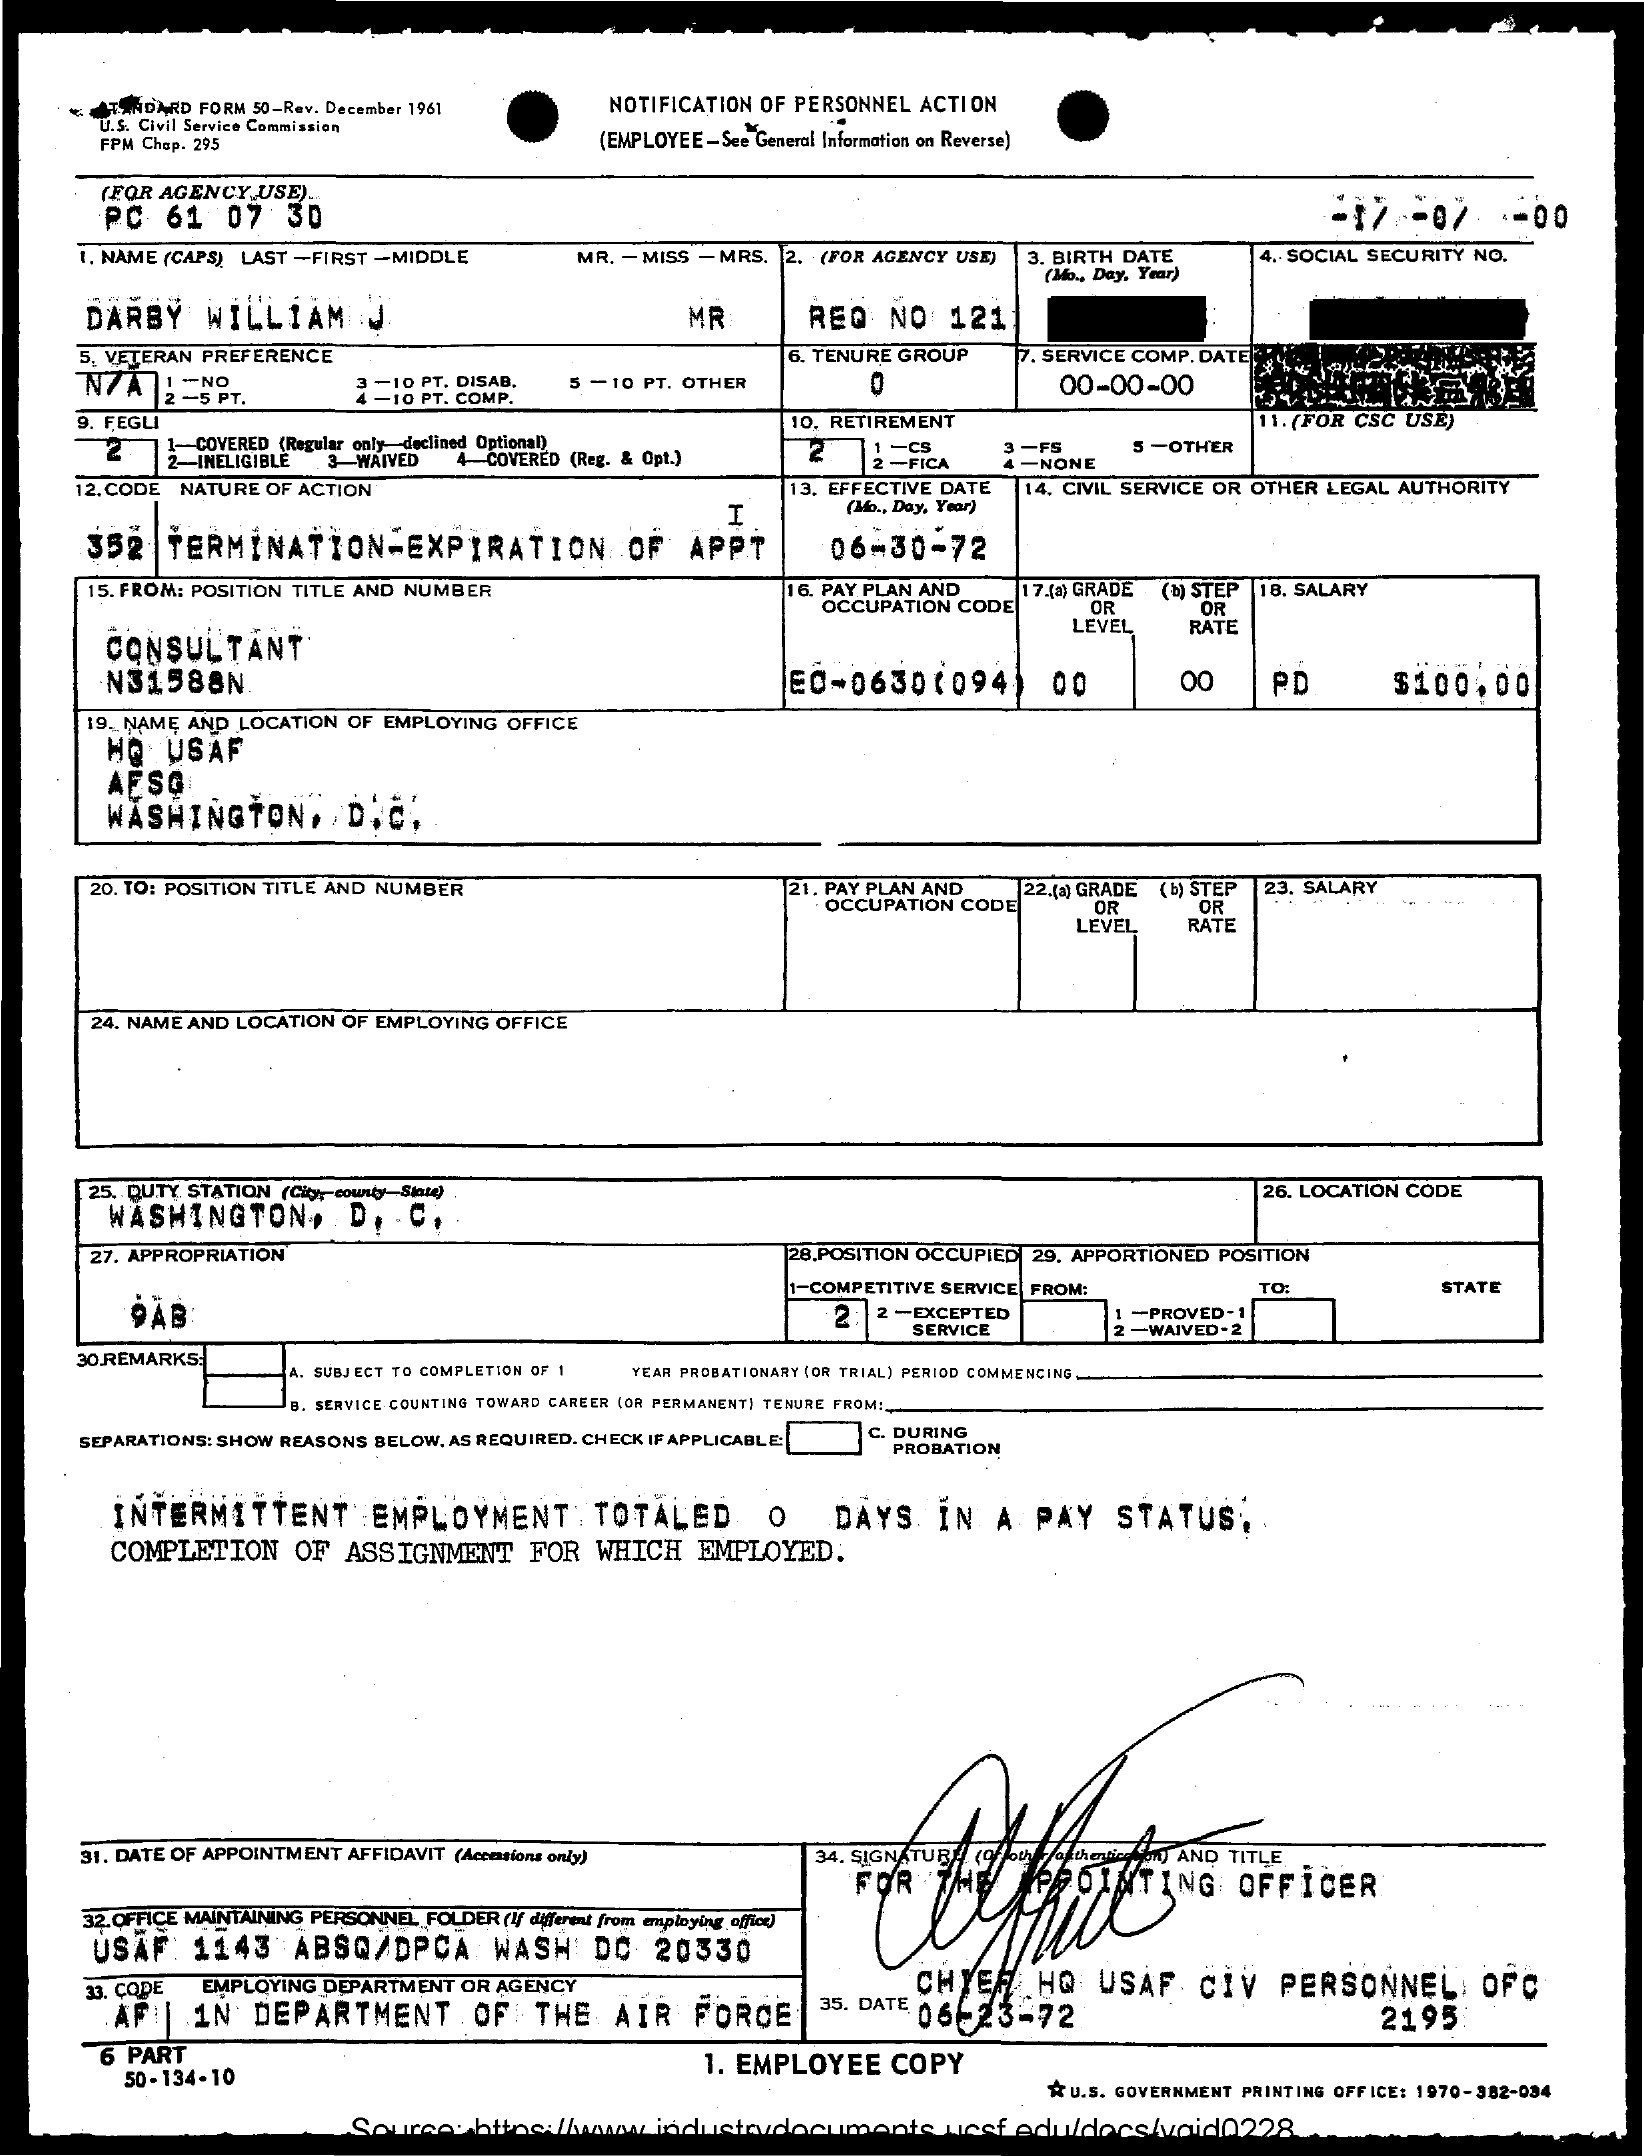 STANDARD FORM 50-Rev. December 1961
U.S. Civil Service Commission
FPM Chap. 295
NOTIFICATION OF PERSONNEL ACTION
(EMPLOYEE-See General Information on Reverse)
(FOR AGENCY USE)
PC 61 07 30
1. NAME (CAPS) LAST-FIRST-MIDDLE MR.-MISS-MRS. 2. (FOR AGENCY USE) 3. BIRTH DATE (Mo., Day, Year) 4. SOCIAL SECURITY NO.
DARBY WILLIAM J MR REQ NO 121
5. VETERAN PREFERENCE 6. TENURE GROUP 7. SERVICE COMP. DATE
N/A 1-NO 3-10 PT. DISAB. 5-10 PT. OTHER 0 00-00-00
2-5 PT. 4-10 PT. COMP.
9. FEGLI 10. RETIREMENT 11. (FOR CSC USE)
2 1-COVERED (Regular only-declined Optional) 2 1-CS 3-FS 5-OTHER
2-INELIGIBLE 3-WAIVED 4-COVERED (Reg. & Opt.) 2-FICA 4-NONE
12. CODE NATURE OF ACTION 13. EFFECTIVE DATE (Mo., Day, Year) 14. CIVIL SERVICE OR OTHER LEGAL AUTHORITY
I
352 TERMINATION-EXPIRATION OF APPT 06-30-72
15. FROM: POSITION TITLE AND NUMBER 16. PAY PLAN AND OCCUPATION CODE 17.(a) GRADE OR LEVEL (b) STEP OR RATE 18. SALARY
CONSULTANT
N31588N EC-0630(094) 00 00 PD $100.00
19. NAME AND LOCATION OF EMPLOYING OFFICE
HQ USAF
AFSG
WASHINGTON, D.C.
20. TO: POSITION TITLE AND NUMBER 21. PAY PLAN AND OCCUPATION CODE 22.(a) GRADE OR LEVEL (b) STEP OR RATE 23. SALARY
24. NAME AND LOCATION OF EMPLOYING OFFICE
25. DUTY STATION (City-county-State) 26. LOCATION CODE
WASHINGTON, D. C.
27. APPROPRIATION 28. POSITION OCCUPIED 29. APPORTIONED POSITION
1-COMPETITIVE SERVICE FROM: TO: STATE
9AB 2 2-EXCEPTED SERVICE 1-PROVED-1
2-WAIVED-2
30. REMARKS:
A. SUBJECT TO COMPLETION OF 1 YEAR PROBATIONARY (OR TRIAL) PERIOD COMMENCING
B. SERVICE COUNTING TOWARD CAREER (OR PERMANENT) TENURE FROM:
SEPARATIONS: SHOW REASONS BELOW, AS REQUIRED. CHECK IF APPLICABLE: C. DURING PROBATION
INTERMITTENT EMPLOYMENT TOTALED 0 DAYS IN A PAY STATUS.
COMPLETION OF ASSIGNMENT FOR WHICH EMPLOYED.
31. DATE OF APPOINTMENT AFFIDAVIT (Accessions only) 34. SIGNATURE (Or other authentication) AND TITLE
FOR THE APPOINTING OFFICER
32. OFFICE MAINTAINING PERSONNEL FOLDER (If different from employing office)
USAF 1143 ABSQ/DPCA WASH DC 20330
33. CODE EMPLOYING DEPARTMENT OR AGENCY CHIEF HQ USAF CIV PERSONNEL OFC
AF 1N DEPARTMENT OF THE AIR FORCE 35. DATE 06-23-72 2195
6 PART
50-134-10
1. EMPLOYEE COPY
☆ U.S. GOVERNMENT PRINTING OFFICE: 1970-382-034
Source: https://www.industrydocuments.ucsf.edu/docs/vgjd0228